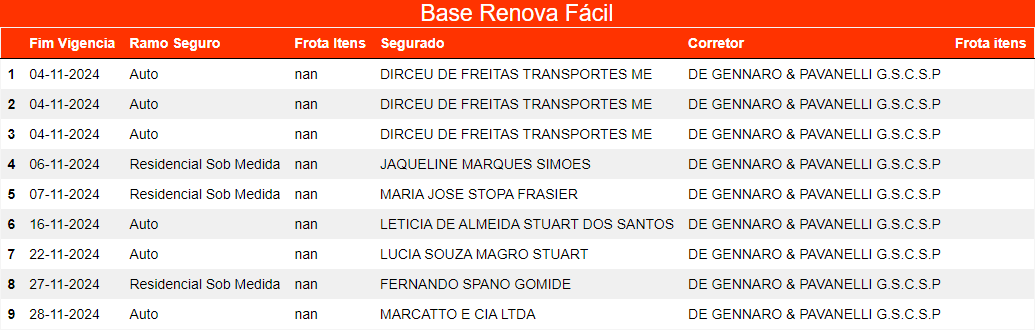 Base Renova Fácil
Fim Vigencia Ramo Seguro Frota Itens Segurado Corretor Frota itens
1 04-11-2024 Auto nan DIRCEU DE FREITAS TRANSPORTES ME DE GENNARO & PAVANELLI G.S.C.S.P
2 04-11-2024 Auto nan DIRCEU DE FREITAS TRANSPORTES ME DE GENNARO & PAVANELLI G.S.C.S.P
3 04-11-2024 Auto nan DIRCEU DE FREITAS TRANSPORTES ME DE GENNARO & PAVANELLI G.S.C.S.P
4 06-11-2024 Residencial Sob Medida nan JAQUELINE MARQUES SIMOES DE GENNARO & PAVANELLI G.S.C.S.P
5 07-11-2024 Residencial Sob Medida nan MARIA JOSE STOPA FRASIER DE GENNARO & PAVANELLI G.S.C.S.P
6 16-11-2024 Auto nan LETICIA DE ALMEIDA STUART DOS SANTOS DE GENNARO & PAVANELLI G.S.C.S.P
7 22-11-2024 Auto nan LUCIA SOUZA MAGRO STUART DE GENNARO & PAVANELLI G.S.C.S.P
8 27-11-2024 Residencial Sob Medida nan FERNANDO SPANO GOMIDE DE GENNARO & PAVANELLI G.S.C.S.P
9 28-11-2024 Auto nan MARCATTO E CIA LTDA DE GENNARO & PAVANELLI G.S.C.S.P